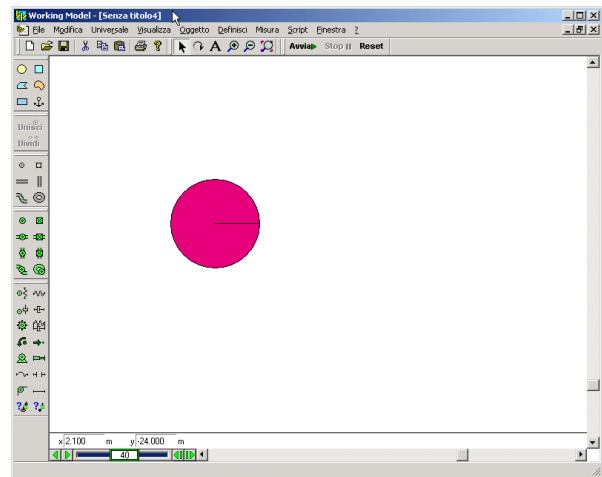 Working Model - [Senza titolo4]
File Modifica Universale Visualizza Oggetto Definisci Misura Script Finestra ?
A Avvia Stop Reset
Unisci
Dividi
x 2.100 m y -24.000 m
40